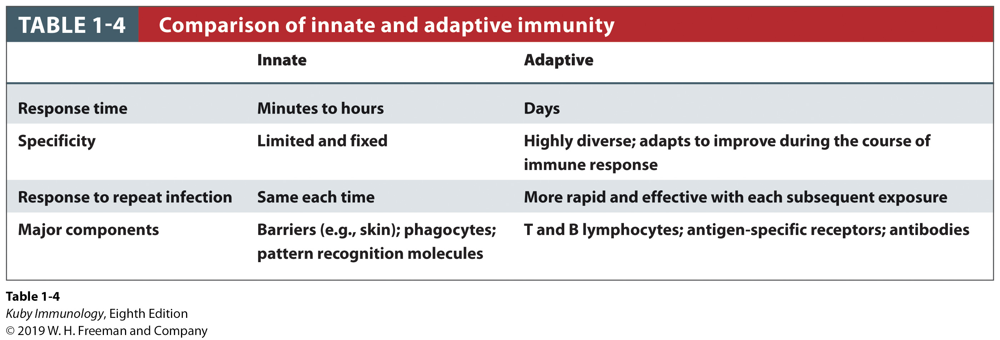 TABLE 1-4 Comparison of innate and adaptive immunity
Innate Adaptive
Response time Minutes to hours Days
Specificity Limited and fixed Highly diverse; adapts to improve during the course of
immune response
Response to repeat infection Same each time More rapid and effective with each subsequent exposure
Major components Barriers (e.g., skin); phagocytes; T and B lymphocytes; antigen-specific receptors; antibodies
pattern recognition molecules
Table 1-4
Kuby Immunology, Eighth Edition
© 2019 W. H. Freeman and Company